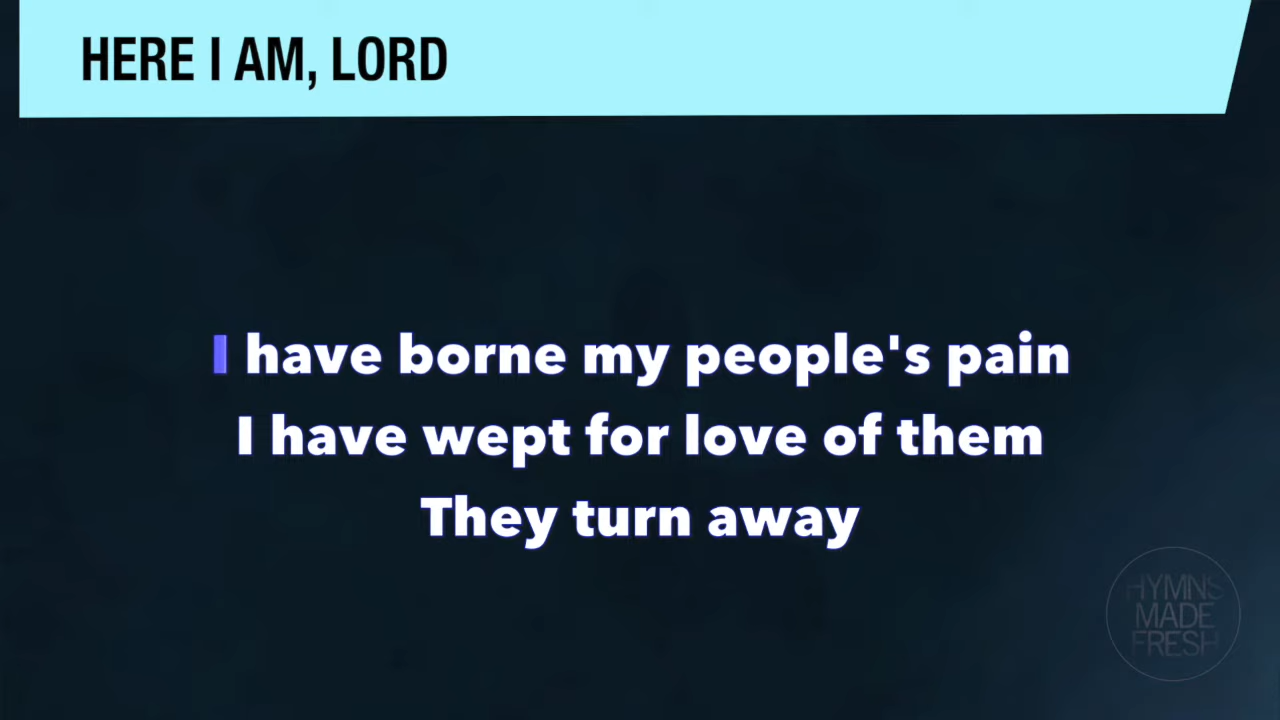 HERE I AM, LORD
I have borne my people's pain
I have wept for love of them
They turn away
HYMNS
MADE
FRESH